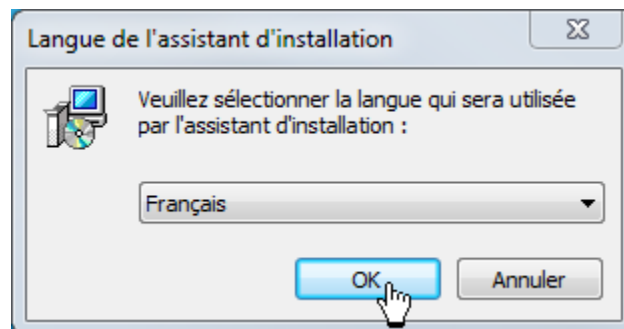 Langue de l'assistant d'installation
Veuillez sélectionner la langue qui sera utilisée
par l'assistant d'installation :
Français
OK
Annuler